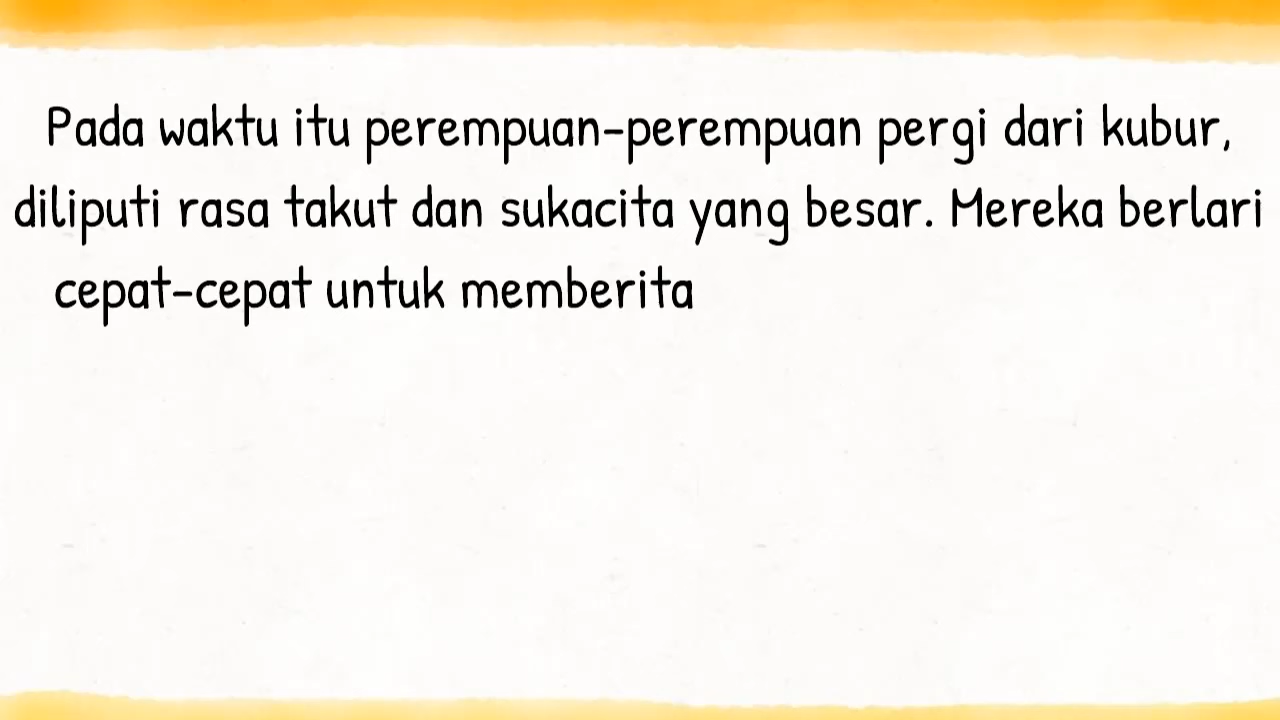 Pada waktu itu perempuan-perempuan pergi dari kubur,
diliputi rasa takut dan sukacita yang besar. Mereka berlari
cepat-cepat untuk memberita